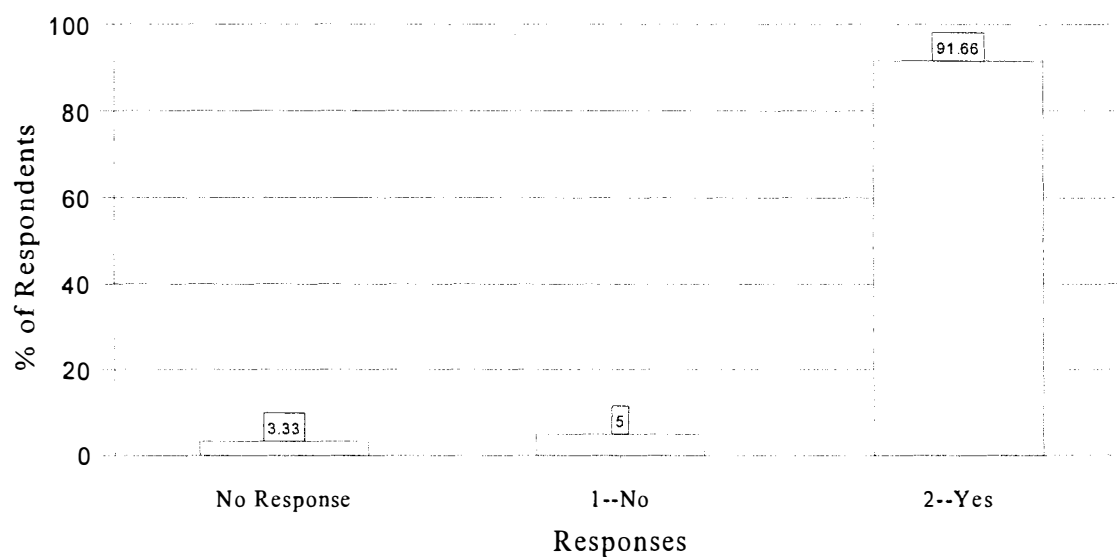 % of Respondents
100
80
60
40
20
0
3.33
5
91.66
No Response
1--No
2--Yes
Responses